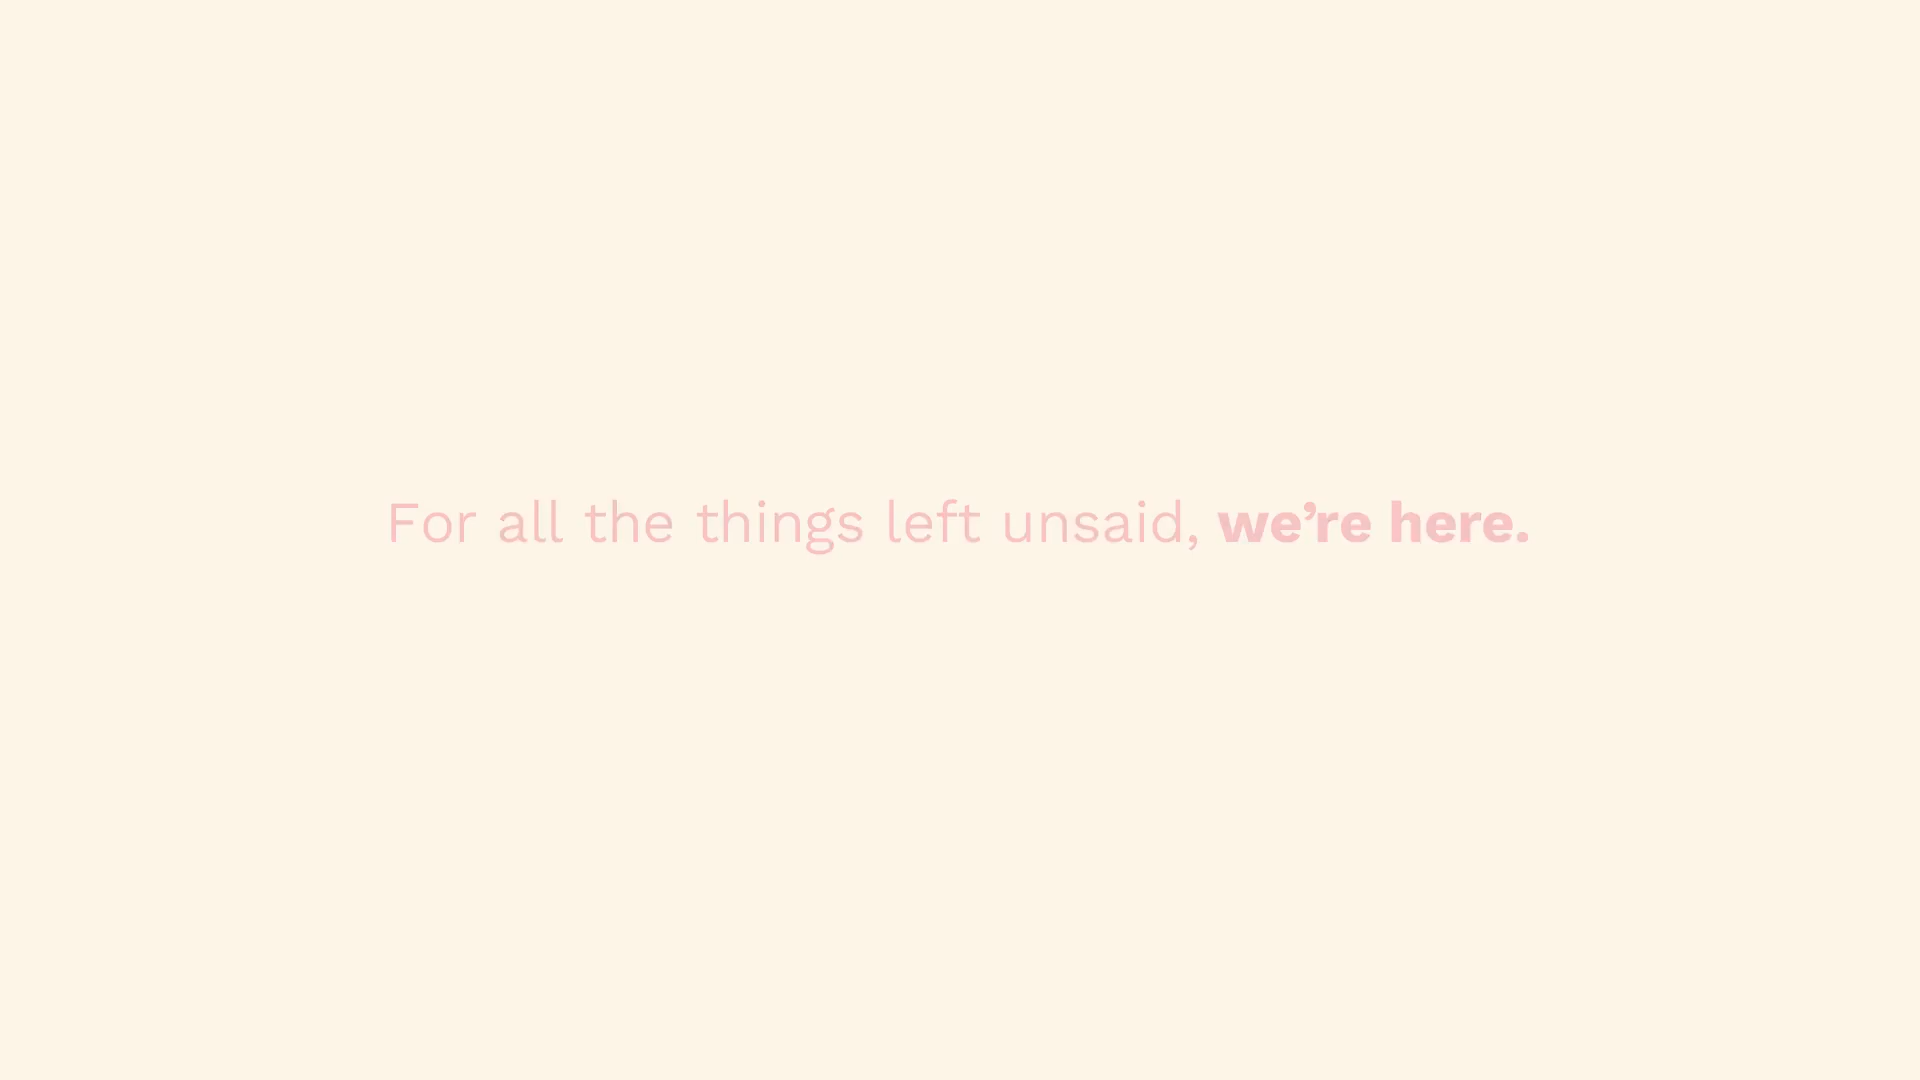 For all the things left unsaid, we’re here.